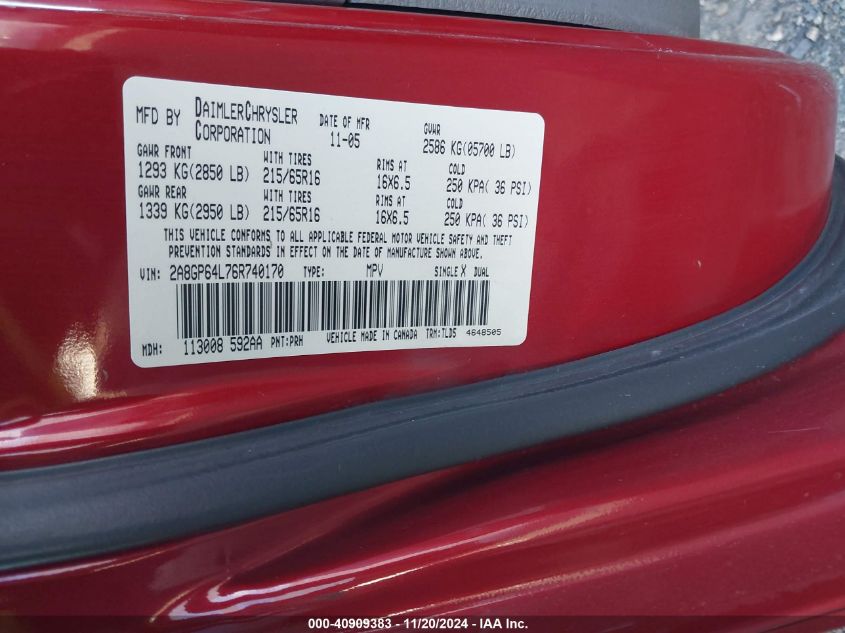 MFD BY DAIMLERCHRYSLER CORPORATION
DATE OF MFR 11-05
GVWR 2586 KG(05700 LB)
GAWR FRONT WITH TIRES RIMS AT COLD
1293 KG(2850 LB) 215/65R16 16X6.5 250 KPA( 36 PSI)
GAWR REAR WITH TIRES RIMS AT COLD
1339 KG(2950 LB) 215/65R16 16X6.5 250 KPA( 36 PSI)
THIS VEHICLE CONFORMS TO ALL APPLICABLE FEDERAL MOTOR VEHICLE SAFETY AND THEFT
PREVENTION STANDARDS IN EFFECT ON THE DATE OF MANUFACTURE SHOWN ABOVE.
VIN: 2A8GP64L76R740170 TYPE: MPV SINGLE X DUAL
MDH: 113008 592AA PNT:PRH VEHICLE MADE IN CANADA TRM:TLD5 4648505
000-40909383 - 11/20/2024 - IAA, Inc.